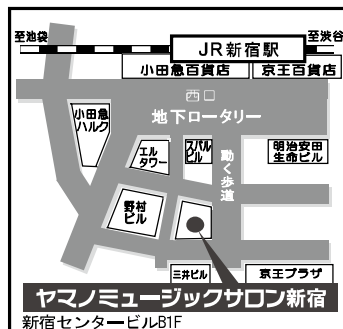 至池袋
至渋谷
JR新宿駅
小田急百貨店
京王百貨店
西口
地下ロータリー
小田急
ハルク
エル
タワー
スバル
ビル
動く歩道
明治安田
生命ビル
野村
ビル
三井ビル
京王プラザ
ヤマノミュージックサロン新宿
新宿センタービルB1F